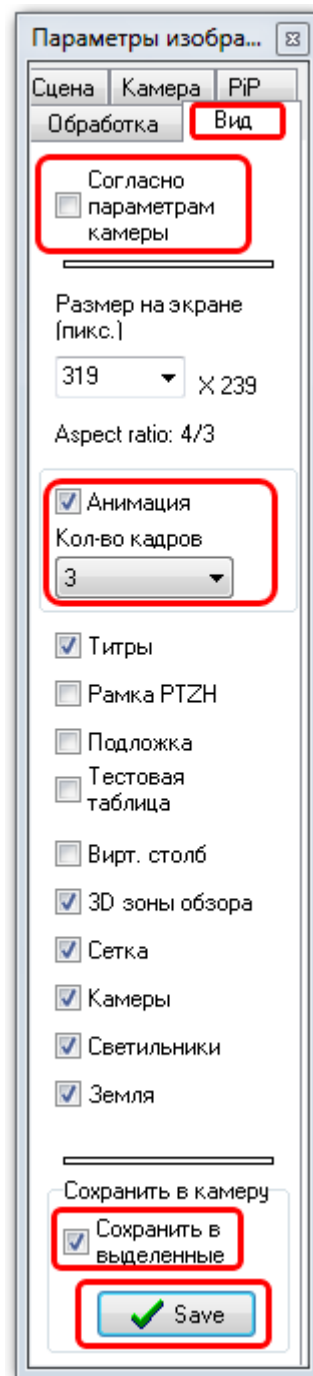 Параметры изобра...
Сцена Камера PiP
Обработка Вид
Согласно
параметрам
камеры
Размер на экране
(пикс.)
319 X 239
Aspect ratio: 4/3
Анимация
Кол-во кадров
3
Титры
Рамка PTZH
Подложка
Тестовая
таблица
Вирт. столб
3D зоны обзора
Сетка
Камеры
Светильники
Земля
Сохранить в камеру
Сохранить в
выделенные
Save